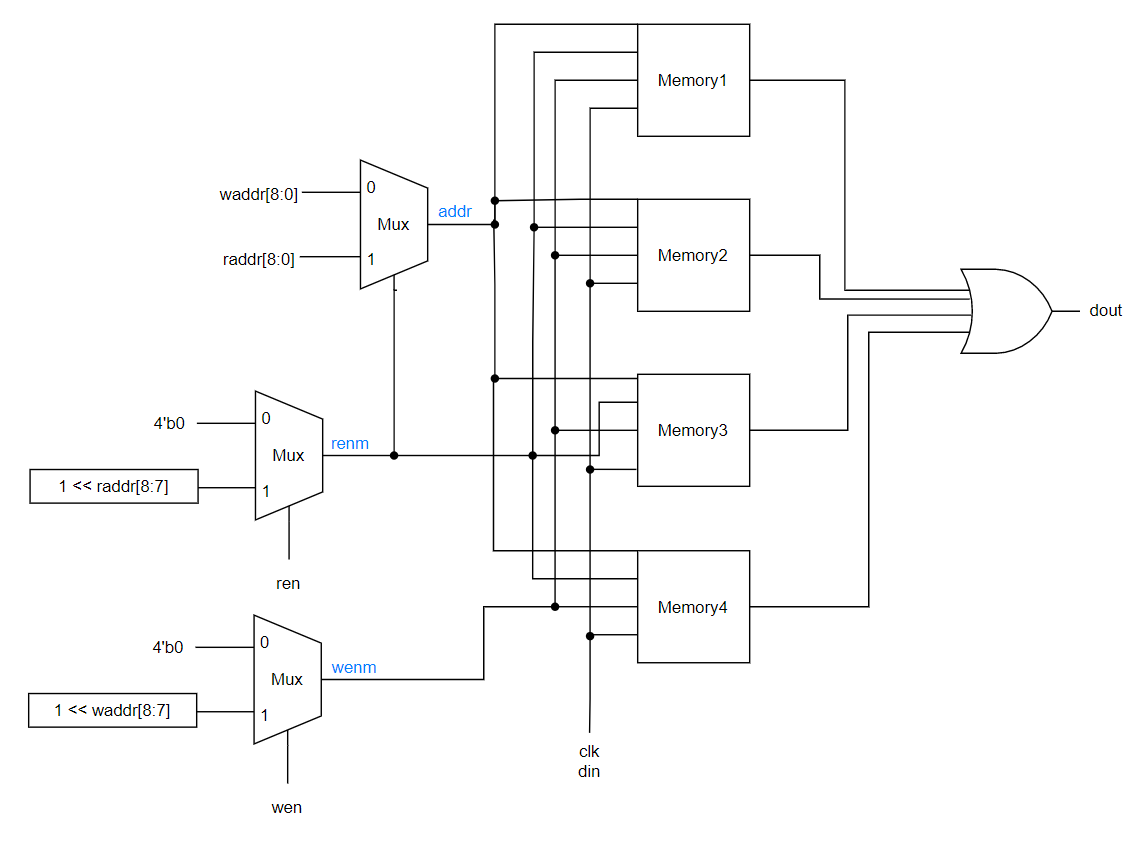 Memory1
waddr[8:0]
0
Mux
addr
raddr[8:0]
1
Memory2
dout
4'b0
0
Mux
renm
1 << raddr[8:7]
1
Memory3
ren
4'b0
0
Mux
wenm
1 << waddr[8:7]
1
Memory4
clk
din
wen